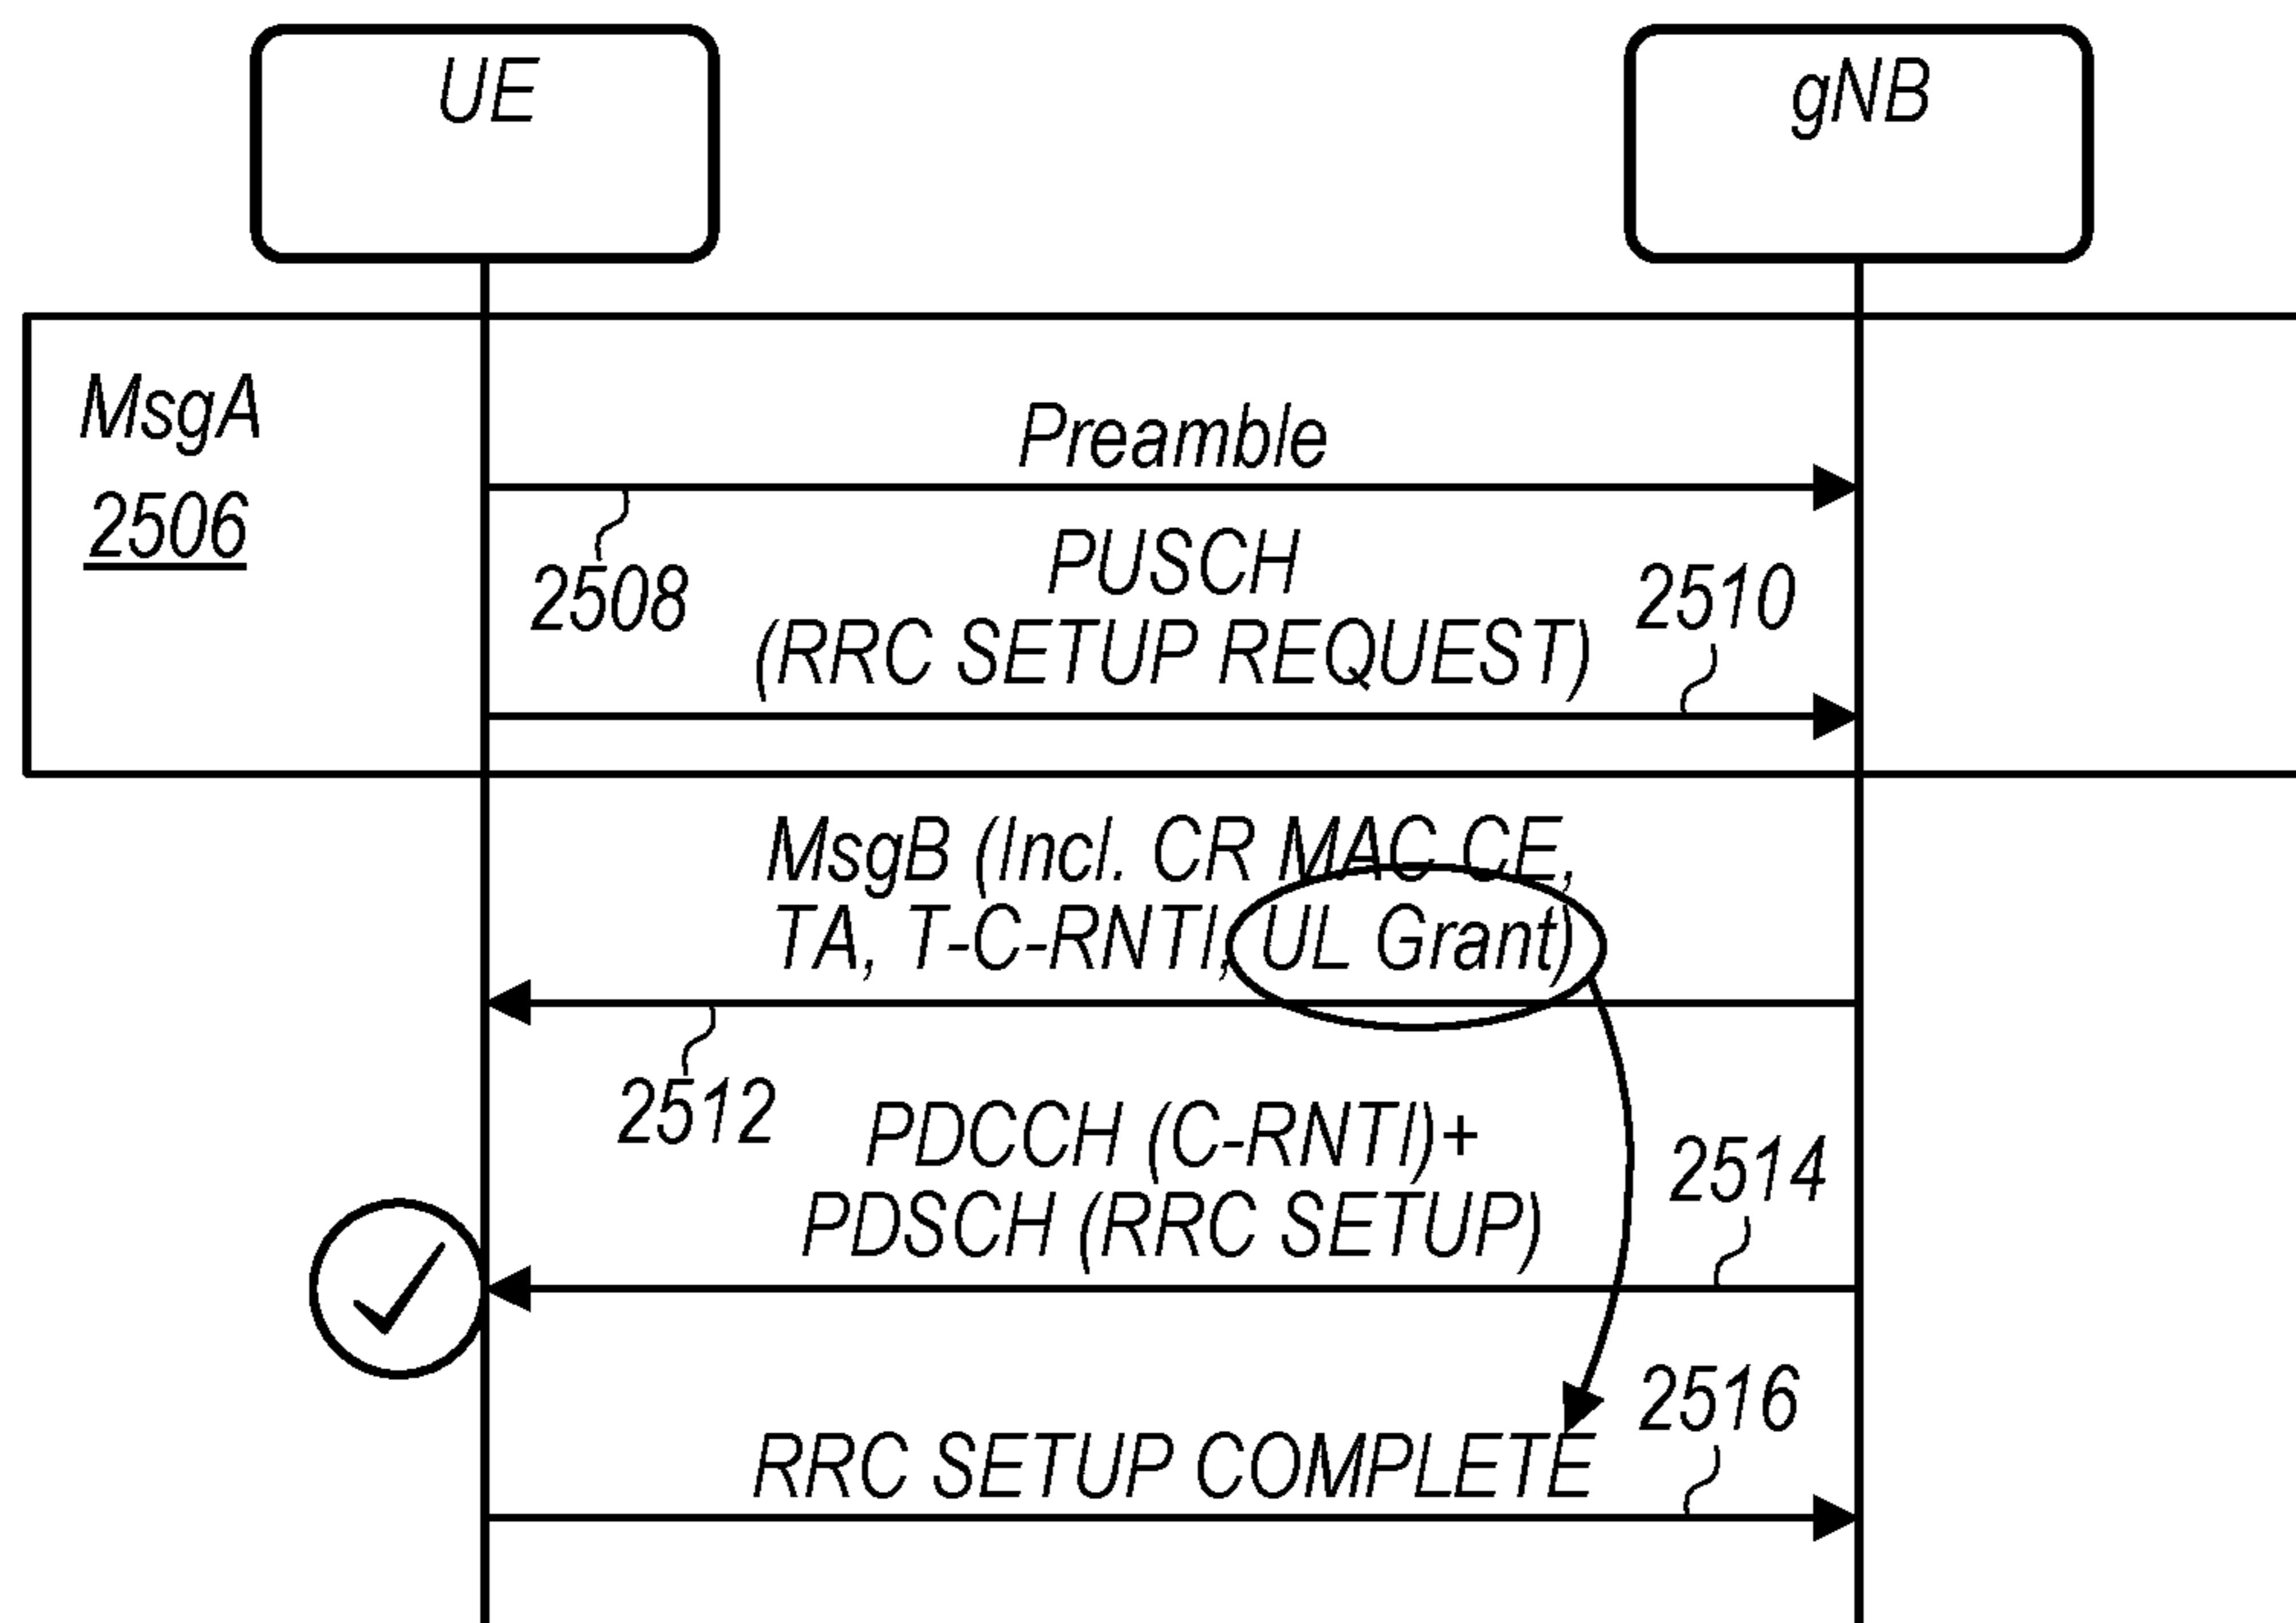 UE
gNB
MsgA
2506
Preamble
2508
PUSCH
(RRC SETUP REQUEST)
2510
MsgB (Incl. CR MAC CE,
TA, T-C-RNTI, UL Grant)
2512
PDCCH (C-RNTI)+
PDSCH (RRC SETUP)
2514
RRC SETUP COMPLETE
2516